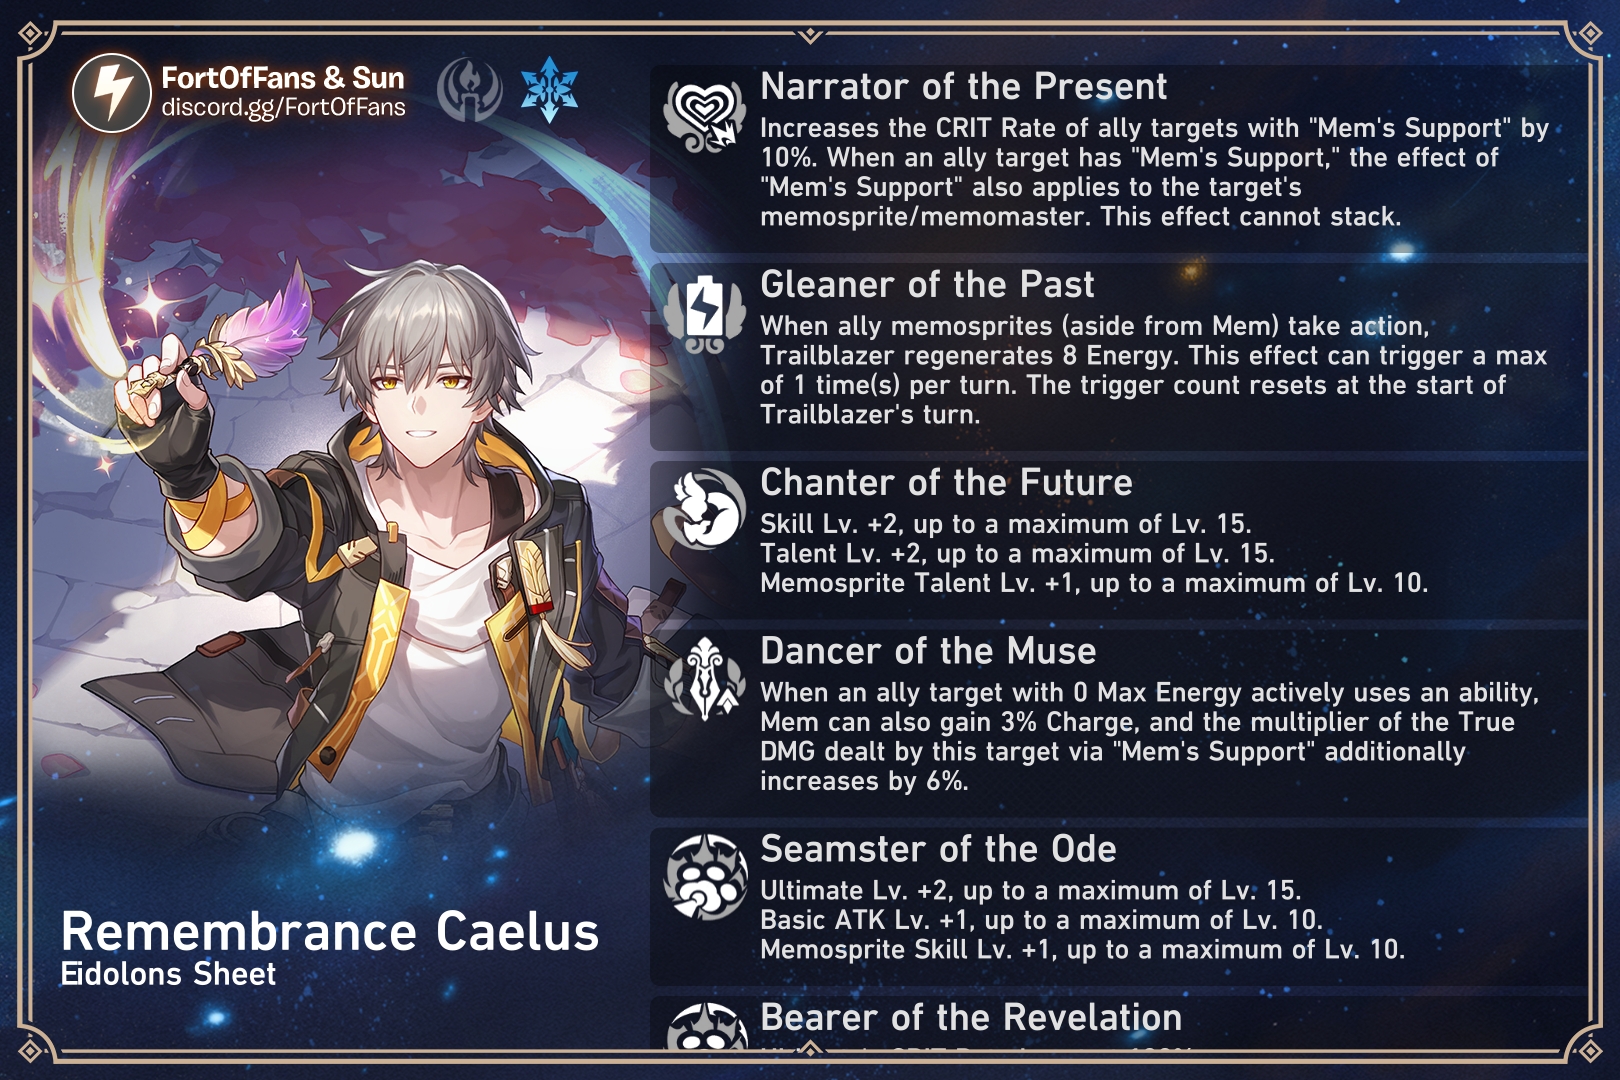 FortOfFans & Sun
discord.gg/FortOfFans
Narrator of the Present
Increases the CRIT Rate of ally targets with "Mem's Support" by
10%. When an ally target has "Mem's Support," the effect of
"Mem's Support" also applies to the target's
memosprite/memomaster. This effect cannot stack.
Gleaner of the Past
When ally memosprites (aside from Mem) take action,
Trailblazer regenerates 8 Energy. This effect can trigger a max
of 1 time(s) per turn. The trigger count resets at the start of
Trailblazer's turn.
Chanter of the Future
Skill Lv. +2, up to a maximum of Lv. 15.
Talent Lv. +2, up to a maximum of Lv. 15.
Memosprite Talent Lv. +1, up to a maximum of Lv. 10.
Dancer of the Muse
When an ally target with 0 Max Energy actively uses an ability,
Mem can also gain 3% Charge, and the multiplier of the True
DMG dealt by this target via "Mem's Support" additionally
increases by 6%.
Seamster of the Ode
Ultimate Lv. +2, up to a maximum of Lv. 15.
Basic ATK Lv. +1, up to a maximum of Lv. 10.
Memosprite Skill Lv. +1, up to a maximum of Lv. 10.
Bearer of the Revelation
Remembrance Caelus
Eidolons Sheet